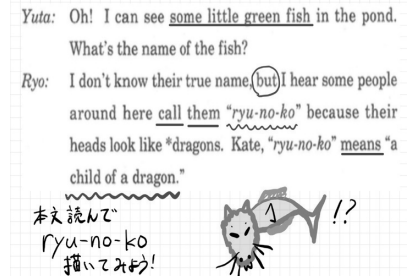 Yuta: Oh! I can see some little green fish in the pond.
What's the name of the fish?
Ryo: I don't know their true name, but I hear some people
around here call them “ryu-no-ko” because their
heads look like *dragons. Kate, “ryu-no-ko” means “a
child of a dragon.”
本文読んで
ryu-no-ko
描いてみよう!
!?